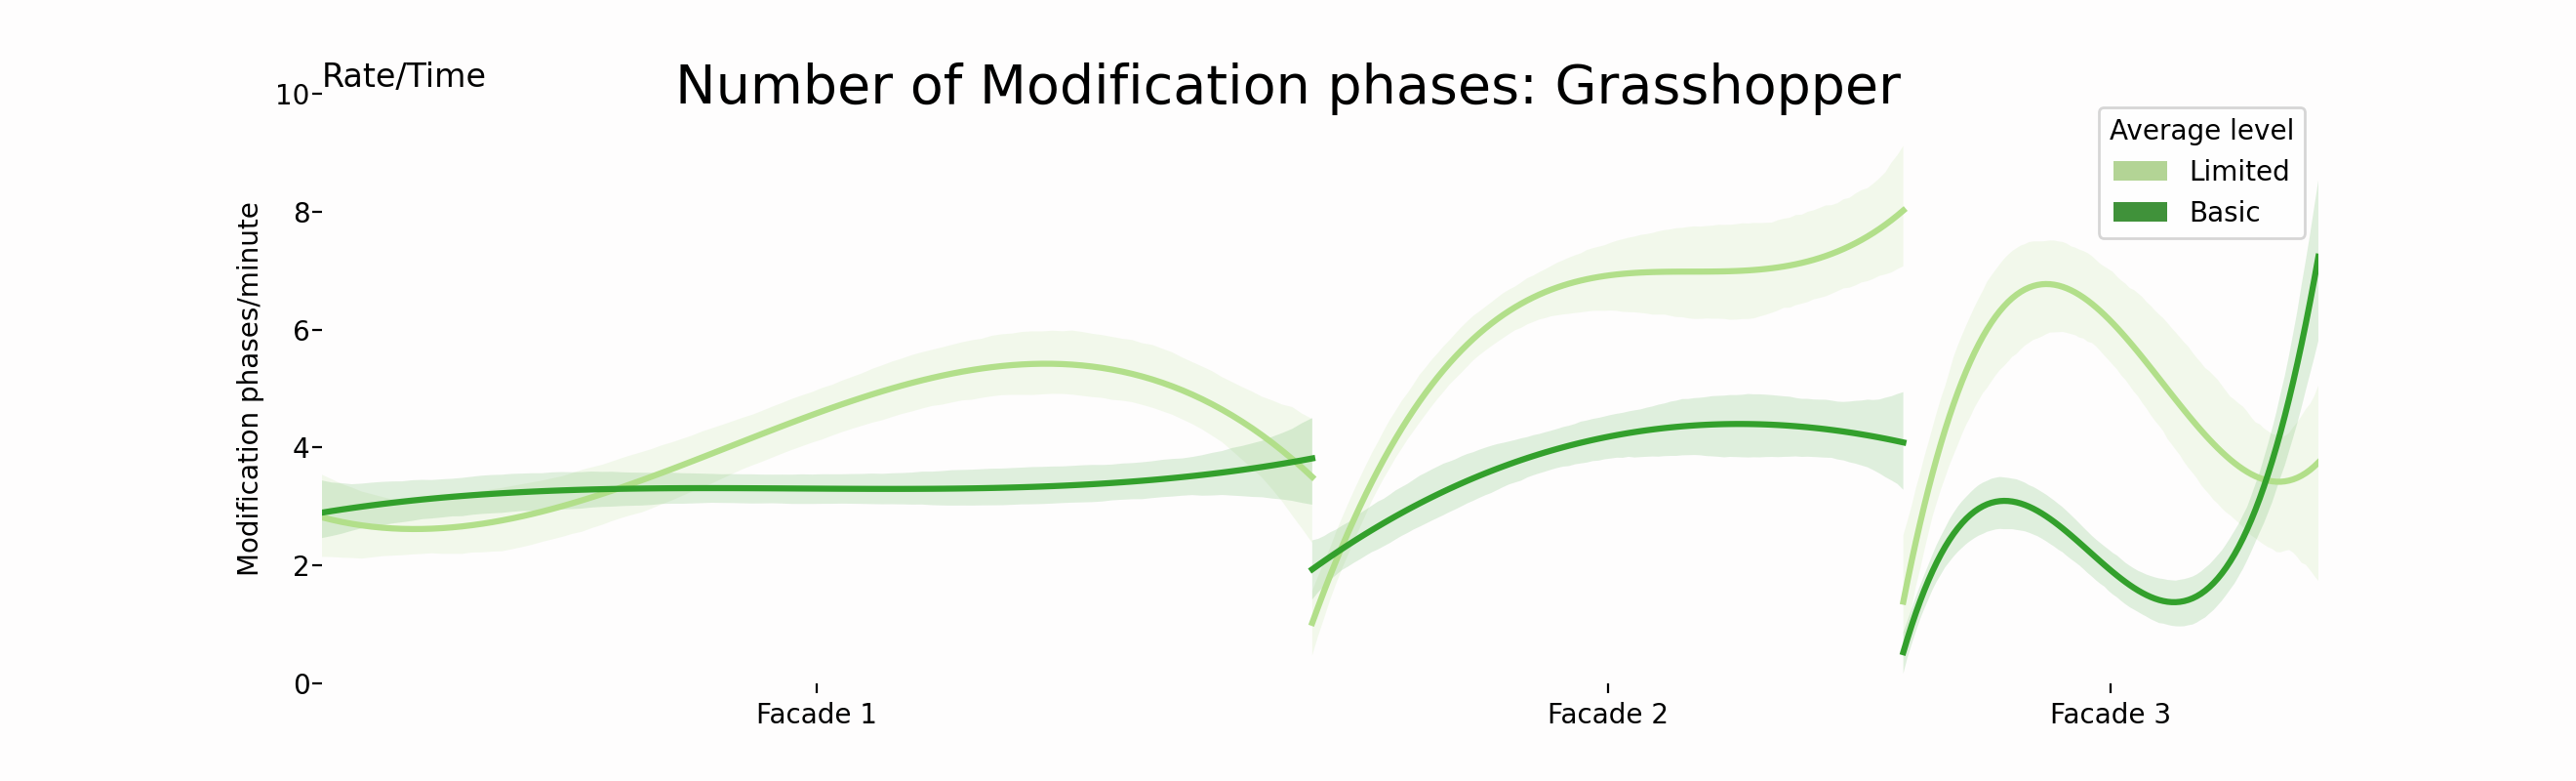 Number of Modification phases: Grasshopper
Rate/Time
Modification phases/minute
10
8
6
4
2
0
Average level
Limited
Basic
Facade 1
Facade 2
Facade 3